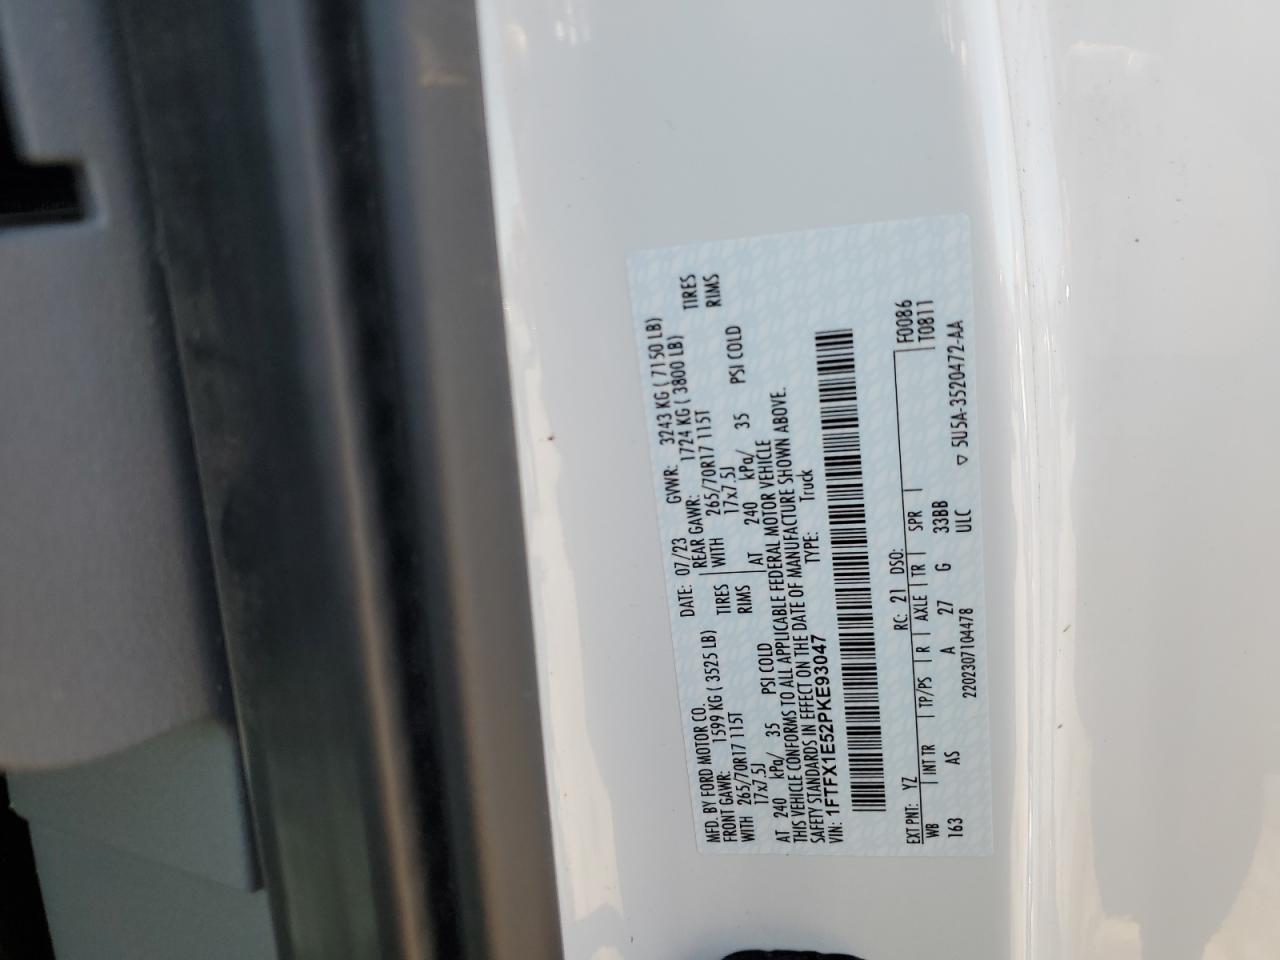 MFD. BY FORD MOTOR CO.
DATE: 07/23 GVWR: 3243 KG ( 7150 LB)
FRONT GAWR: 1599 KG ( 3525 LB) REAR GAWR: 1724 KG ( 3800 LB)
WITH 265/70R17 115T TIRES WITH 265/70R17 115T TIRES
17x7.5J RIMS 17x7.5J RIMS
AT 240 kPa/ 35 PSI COLD AT 240 kPa/ 35 PSI COLD
THIS VEHICLE CONFORMS TO ALL APPLICABLE FEDERAL MOTOR VEHICLE
SAFETY STANDARDS IN EFFECT ON THE DATE OF MANUFACTURE SHOWN ABOVE.
VIN: 1FTFX1E52PKE93047 TYPE: Truck
EXT PNT: YZ RC: 21 DSO: F0086
WB INT TR TP/PS R AXLE TR SPR T0811
163 AS A 27 G 33BB
2202307104478 ULC ▽ 5U5A-3520472-AA